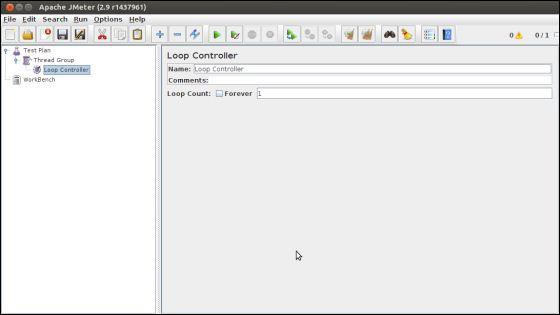 Apache JMeter (2.9 r1437961)
File Edit Search Run Options Help
0 0 / 1
Test Plan
Thread Group
Loop Controller
WorkBench
Loop Controller
Name: Loop Controller
Comments:
Loop Count: Forever 1